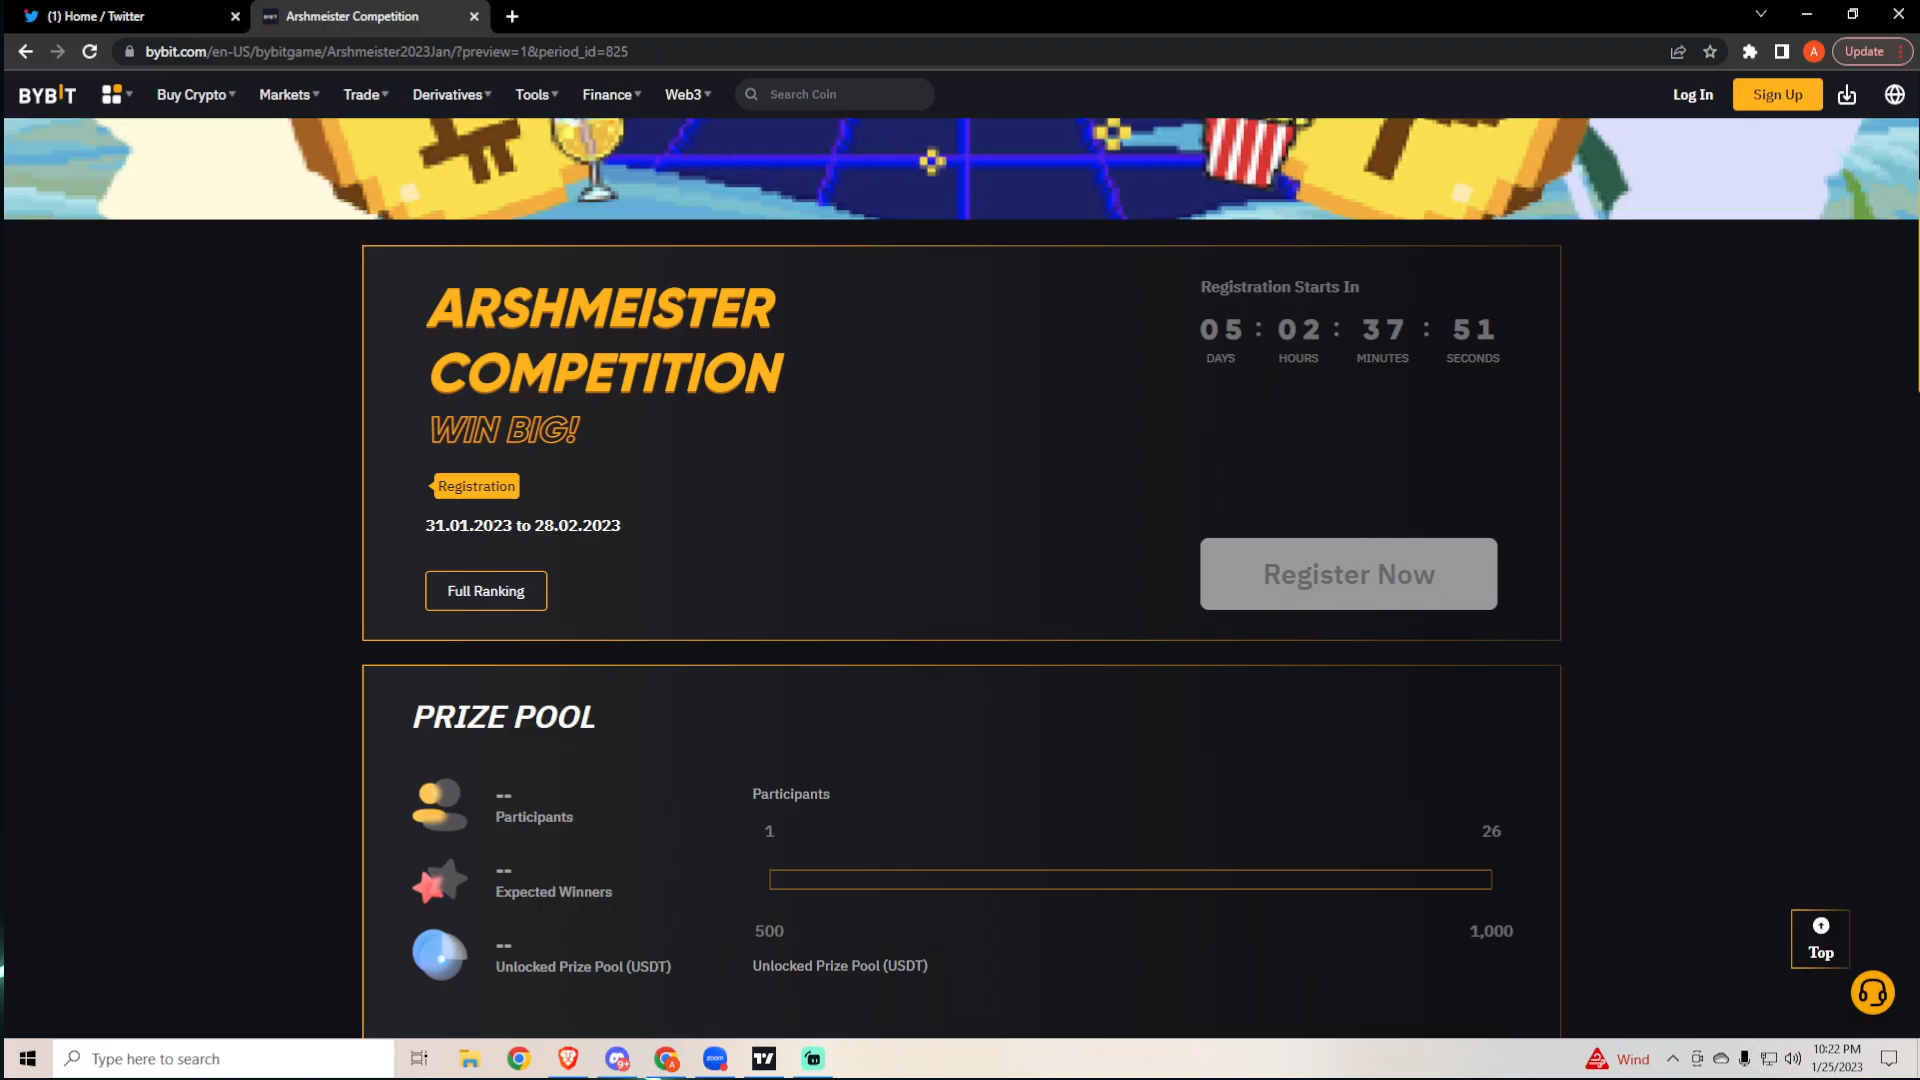 (1) Home / Twitter
Arshmeister Competition
bybit.com/en-US/bybitgame/Arshmeister2023Jan/?preview=1&period_id=825
A
Update
BYBIT
Buy Crypto
Markets
Trade
Derivatives
Tools
Finance
Web3
Search Coin
Log In
Sign Up
ARSHMEISTER
COMPETITION
WIN BIG!
Registration
31.01.2023 to 28.02.2023
Full Ranking
Registration Starts In
05 : 02 : 37 : 51
DAYS HOURS MINUTES SECONDS
Register Now
PRIZE POOL
--
Participants
--
Expected Winners
--
Unlocked Prize Pool (USDT)
Participants
1 26
500 1,000
Unlocked Prize Pool (USDT)
Top
Type here to search
9+
zoom
Wind
10:22 PM
1/25/2023